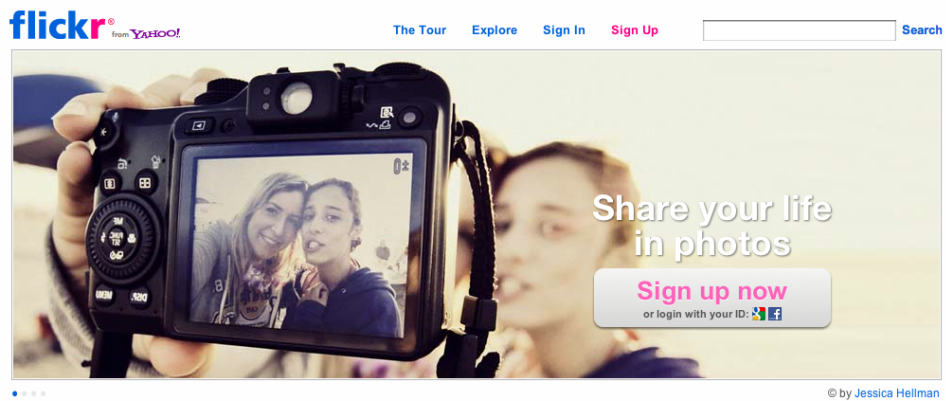 flickr® from YAHOO!
The Tour Explore Sign In Sign Up Search
Share your life
in photos
Sign up now
or login with your ID:
© by Jessica Hellman